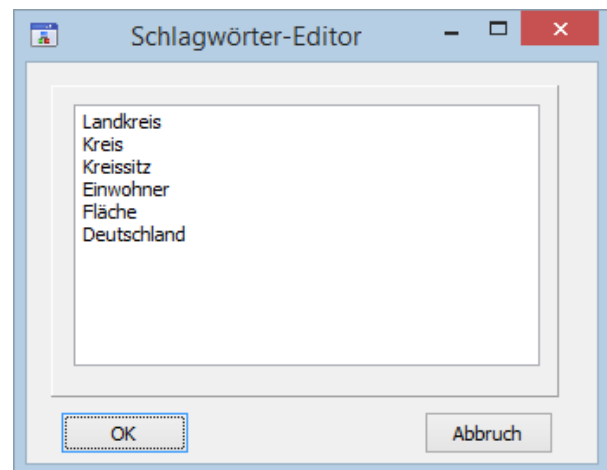 Schlagwörter-Editor
Landkreis
Kreis
Kreissitz
Einwohner
Fläche
Deutschland
OK
Abbruch